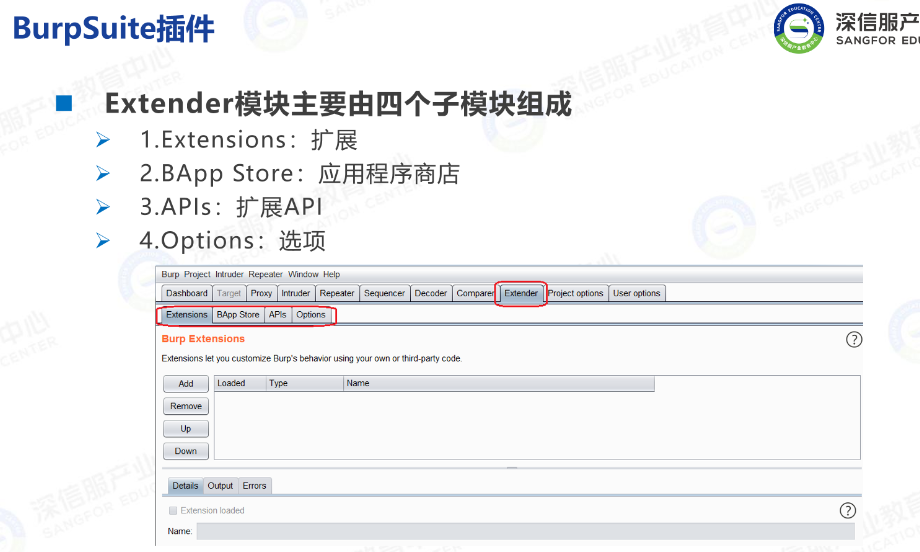 BurpSuite插件
深信服产
SANGFOR EDU
Extender模块主要由四个子模块组成
1.Extensions：扩展
2.BApp Store：应用程序商店
3.APIs：扩展API
4.Options：选项
Burp Project Intruder Repeater Window Help
Dashboard Target Proxy Intruder Repeater Sequencer Decoder Comparer Extender Project options User options
Extensions BApp Store APIs Options
Burp Extensions
?
Extensions let you customize Burp's behavior using your own or third-party code.
Add Loaded Type Name
Remove
Up
Down
Details Output Errors
Extension loaded
?
Name: